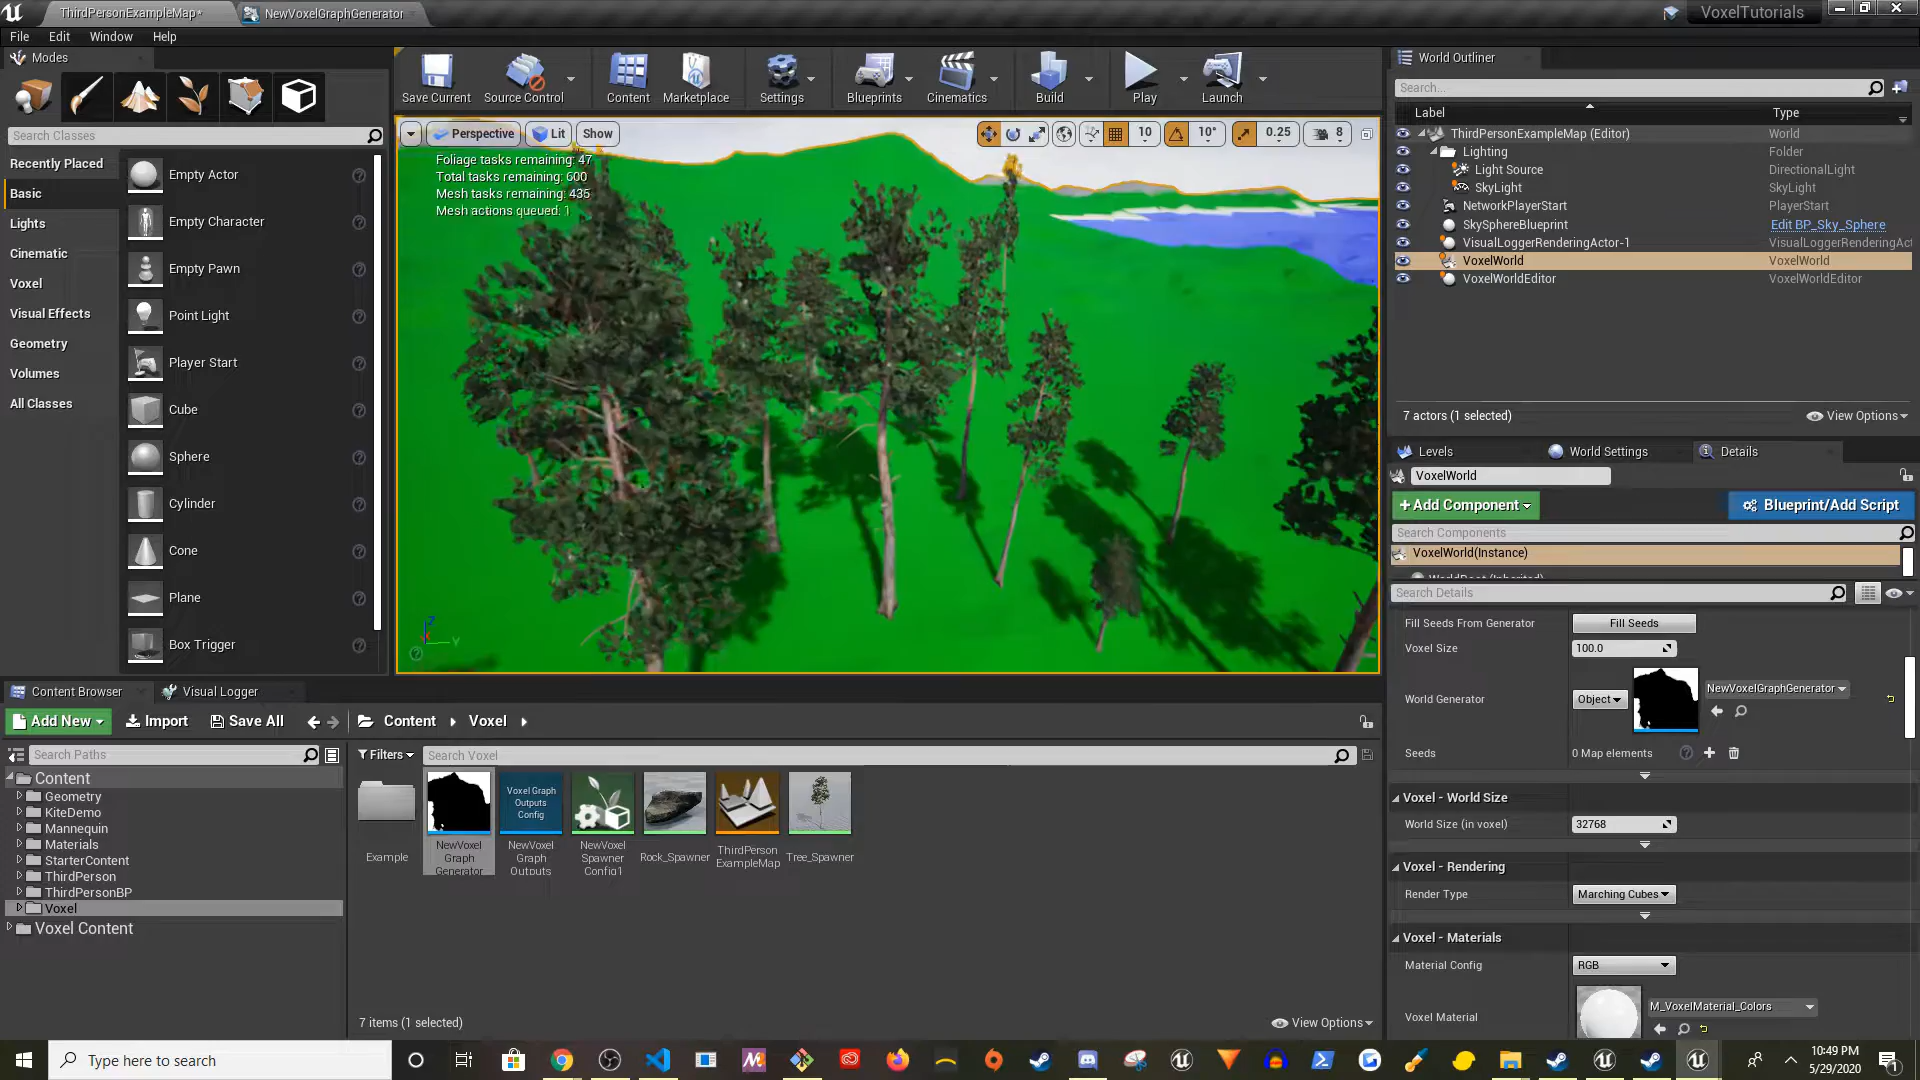 ThirdPersonExampleMap*
NewVoxelGraphGenerator
VoxelTutorials
File
Edit
Window
Help
Modes
Search Classes
Recently Placed
Basic
Lights
Cinematic
Voxel
Visual Effects
Geometry
Volumes
All Classes
Empty Actor
Empty Character
Empty Pawn
Point Light
Player Start
Cube
Sphere
Cylinder
Cone
Plane
Box Trigger
Save Current
Source Control
Content
Marketplace
Settings
Blueprints
Cinematics
Build
Play
Launch
Perspective
Lit
Show
10
10°
0.25
8
Foliage tasks remaining: 47
Total tasks remaining: 600
Mesh tasks remaining: 435
Mesh actions queued: 1
World Outliner
Search...
Label
Type
ThirdPersonExampleMap (Editor)
World
Lighting
Folder
Light Source
DirectionalLight
SkyLight
SkyLight
NetworkPlayerStart
PlayerStart
SkySphereBlueprint
Edit BP_Sky_Sphere
VisualLoggerRenderingActor-1
VisualLoggerRenderingAct
VoxelWorld
VoxelWorld
VoxelWorldEditor
VoxelWorldEditor
7 actors (1 selected)
View Options
Levels
World Settings
Details
VoxelWorld
+Add Component
Blueprint/Add Script
Search Components
VoxelWorld(Instance)
Search Details
Fill Seeds From Generator
Fill Seeds
Voxel Size
100.0
World Generator
Object
NewVoxelGraphGenerator
Seeds
0 Map elements
Voxel - World Size
World Size (in voxel)
32768
Voxel - Rendering
Render Type
Marching Cubes
Voxel - Materials
Material Config
RGB
Voxel Material
M_VoxelMaterial_Colors
Content Browser
Visual Logger
Add New
Import
Save All
Content
Voxel
Search Paths
Filters
Search Voxel
Content
Geometry
KiteDemo
Mannequin
Materials
StarterContent
ThirdPerson
ThirdPersonBP
Voxel
Voxel Content
Example
NewVoxel
Graph
Generator
Voxel Graph
Outputs
Config
NewVoxel
Graph
Outputs
NewVoxel
Spawner
Config1
Rock_Spawner
ThirdPerson
ExampleMap
Tree_Spawner
7 items (1 selected)
View Options
Type here to search
10:49 PM
5/29/2020
1